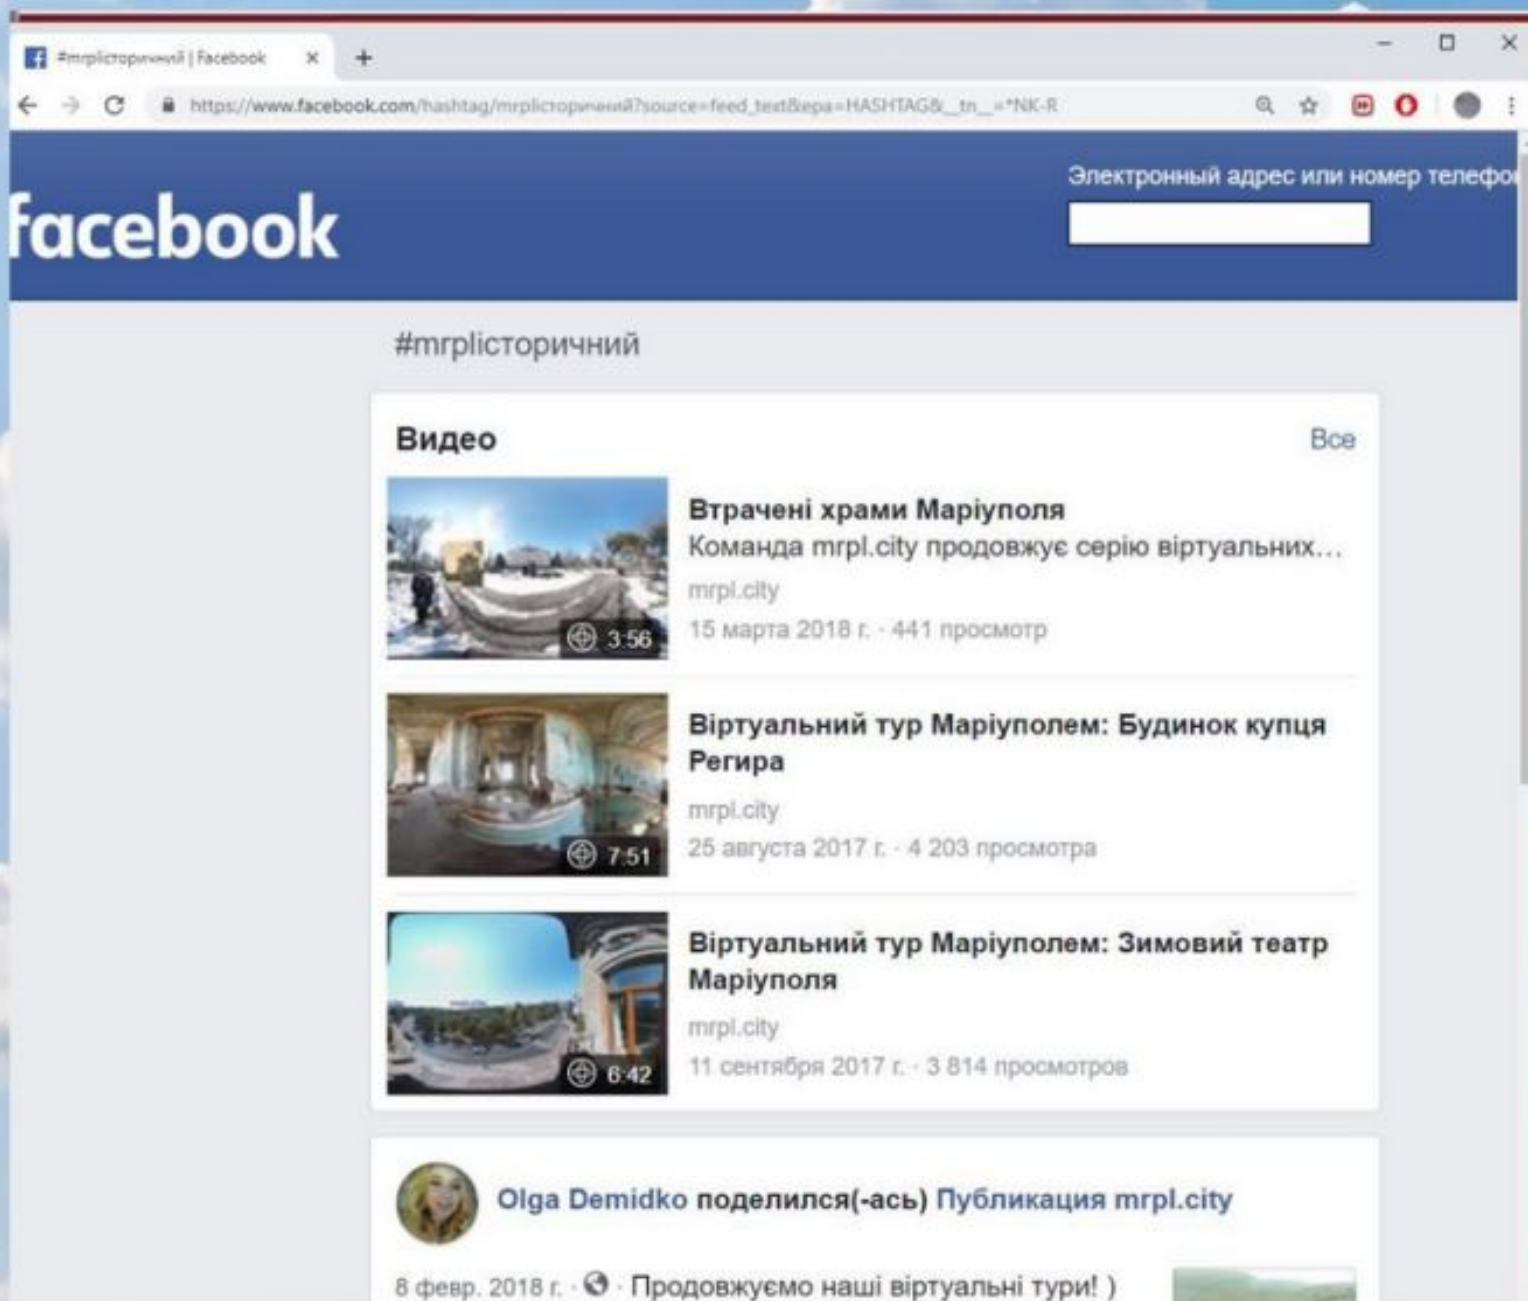 #mrplісторичний | Facebook
https://www.facebook.com/hashtag/mrplісторичний?source=feed_text&epa=HASHTAG&__tn__=*NK-R
Электронный адрес или номер телефо
facebook
#mrplісторичний
Видео
Все
Втрачені храми Маріуполя
Команда mrpl.city продовжує серію віртуальних...
mrpl.city
15 марта 2018 г. · 441 просмотр
3:56
Віртуальний тур Маріуполем: Будинок купця
Регира
mrpl.city
25 августа 2017 г. · 4 203 просмотра
7:51
Віртуальний тур Маріуполем: Зимовий театр
Маріуполя
mrpl.city
11 сентября 2017 г. · 3 814 просмотров
6:42
Olga Demidko поделился(-ась) Публикация mrpl.city
8 февр. 2018 г. · Продовжуємо наші віртуальні тури! )